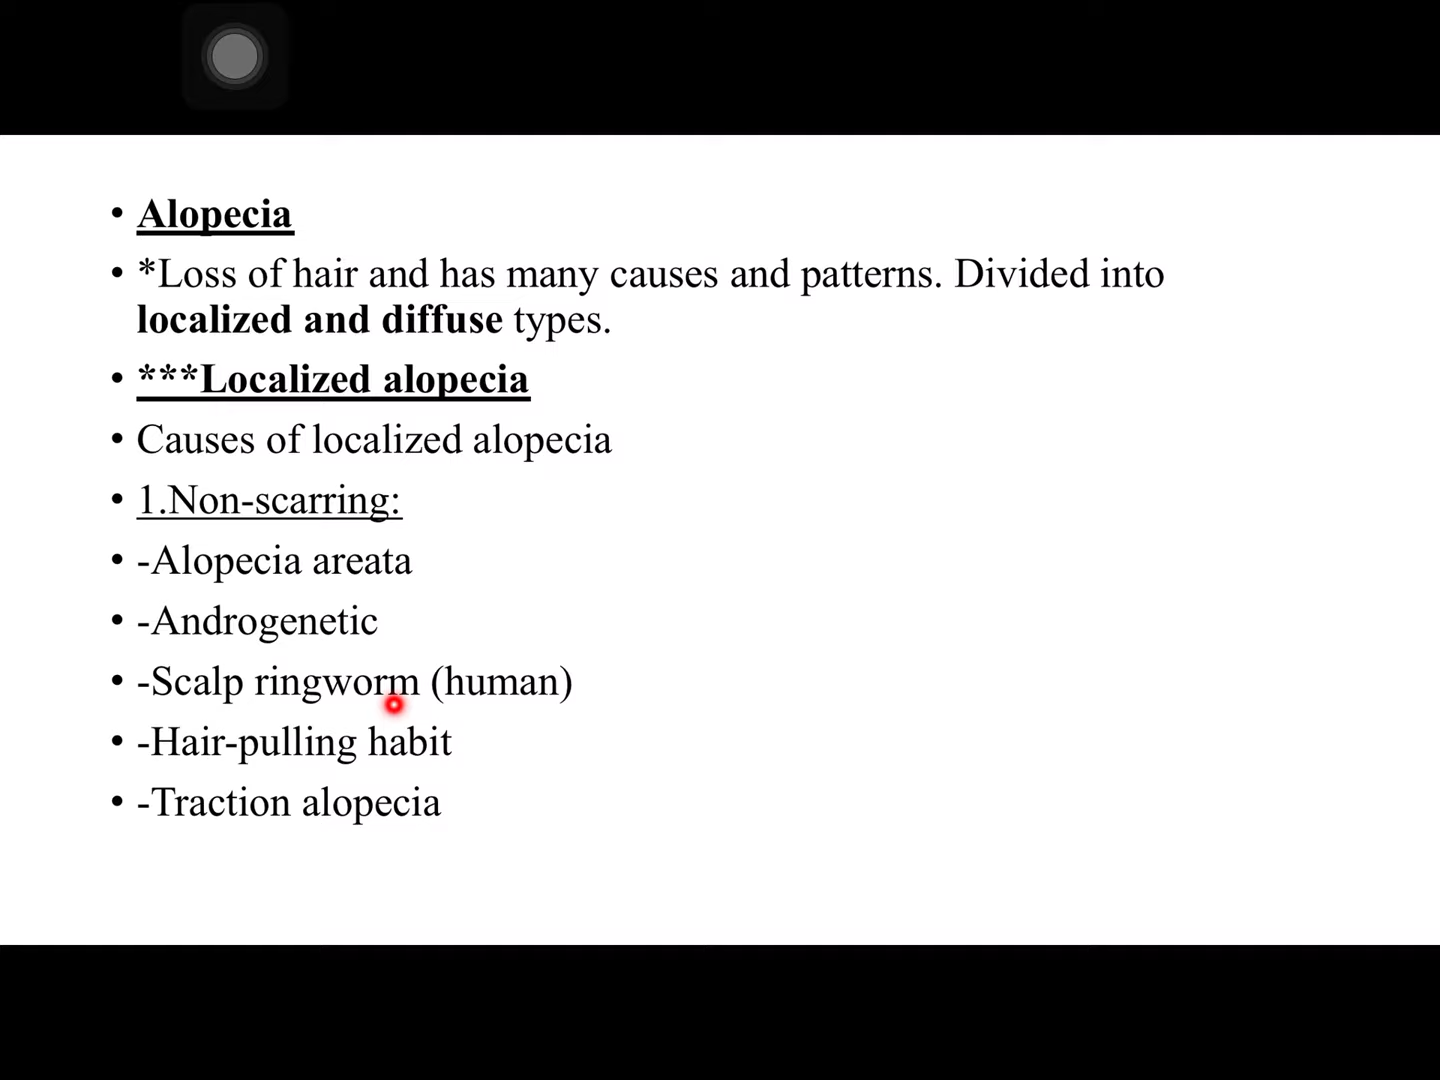 • Alopecia
• *Loss of hair and has many causes and patterns. Divided into
localized and diffuse types.
• ***Localized alopecia
• Causes of localized alopecia
• 1.Non-scarring:
• -Alopecia areata
• -Androgenetic
• -Scalp ringworm (human)
• -Hair-pulling habit
• -Traction alopecia